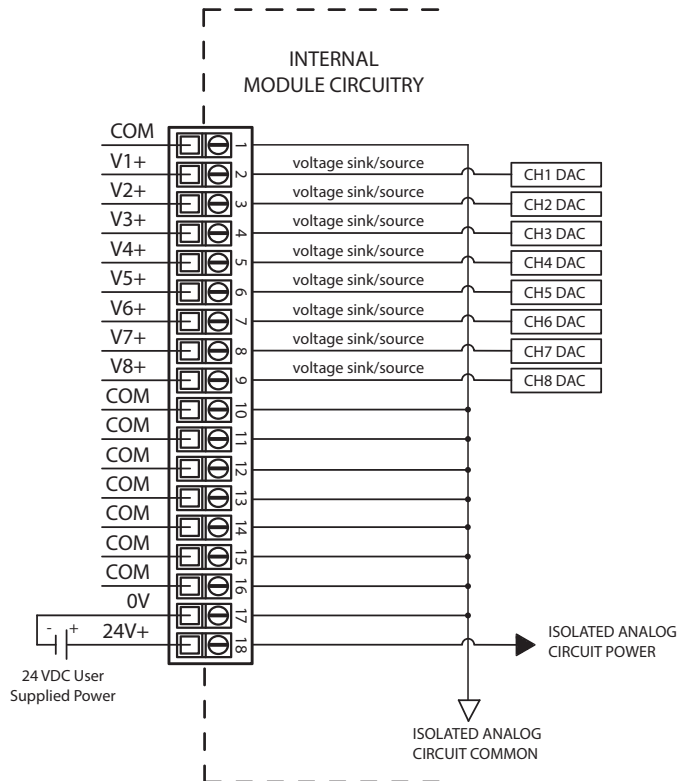 INTERNAL
MODULE CIRCUITRY
COM 1
V1+ 2 voltage sink/source CH1 DAC
V2+ 3 voltage sink/source CH2 DAC
V3+ 4 voltage sink/source CH3 DAC
V4+ 5 voltage sink/source CH4 DAC
V5+ 6 voltage sink/source CH5 DAC
V6+ 7 voltage sink/source CH6 DAC
V7+ 8 voltage sink/source CH7 DAC
V8+ 9 voltage sink/source CH8 DAC
COM 10
COM 11
COM 12
COM 13
COM 14
COM 15
COM 16
0V 17
- + 24V+ 18
ISOLATED ANALOG
CIRCUIT POWER
24 VDC User
Supplied Power
ISOLATED ANALOG
CIRCUIT COMMON